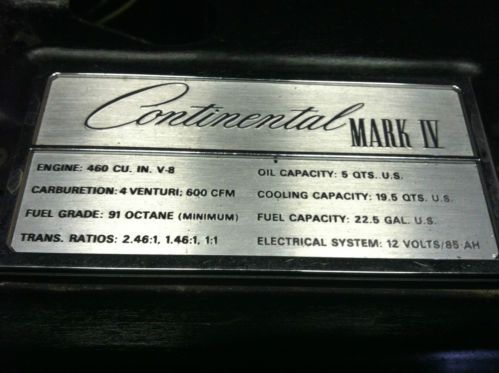 Continental MARK IV
ENGINE: 460 CU. IN. V-8
CARBURETION: 4 VENTURI; 600 CFM
FUEL GRADE: 91 OCTANE (MINIMUM)
TRANS. RATIOS: 2.46:1, 1.46:1, 1:1
OIL CAPACITY: 5 QTS. U.S.
COOLING CAPACITY: 19.5 QTS. U.S.
FUEL CAPACITY: 22.5 GAL. U.S.
ELECTRICAL SYSTEM: 12 VOLTS/85 AH